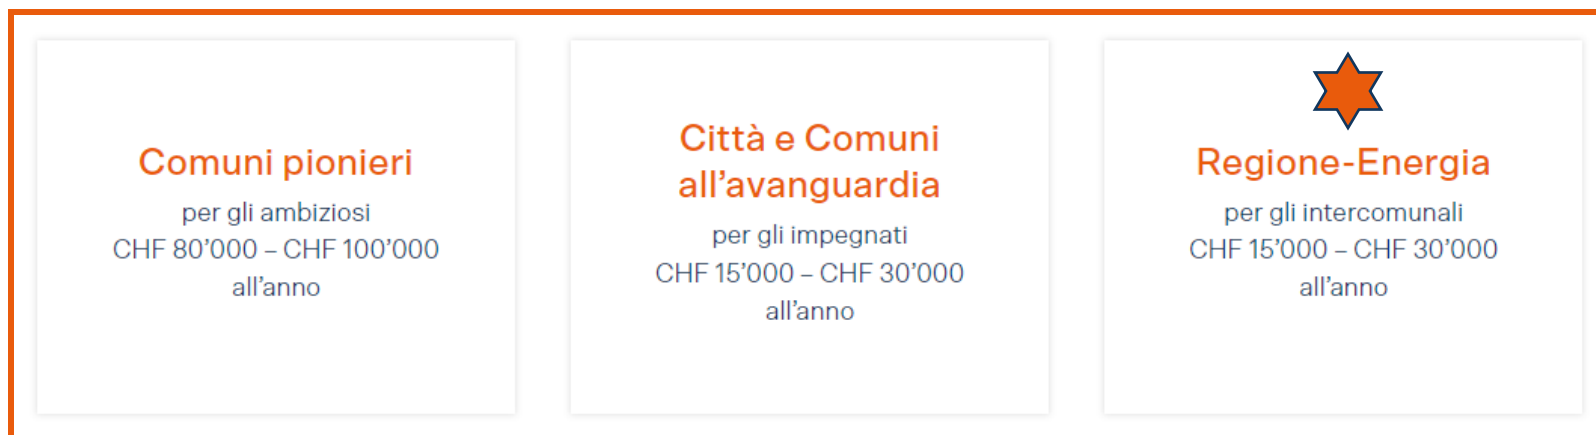 Comuni pionieri
per gli ambiziosi
CHF 80’000 – CHF 100’000
all’anno
Città e Comuni
all’avanguardia
per gli impegnati
CHF 15’000 – CHF 30’000
all’anno
Regione-Energia
per gli intercomunali
CHF 15’000 – CHF 30’000
all’anno